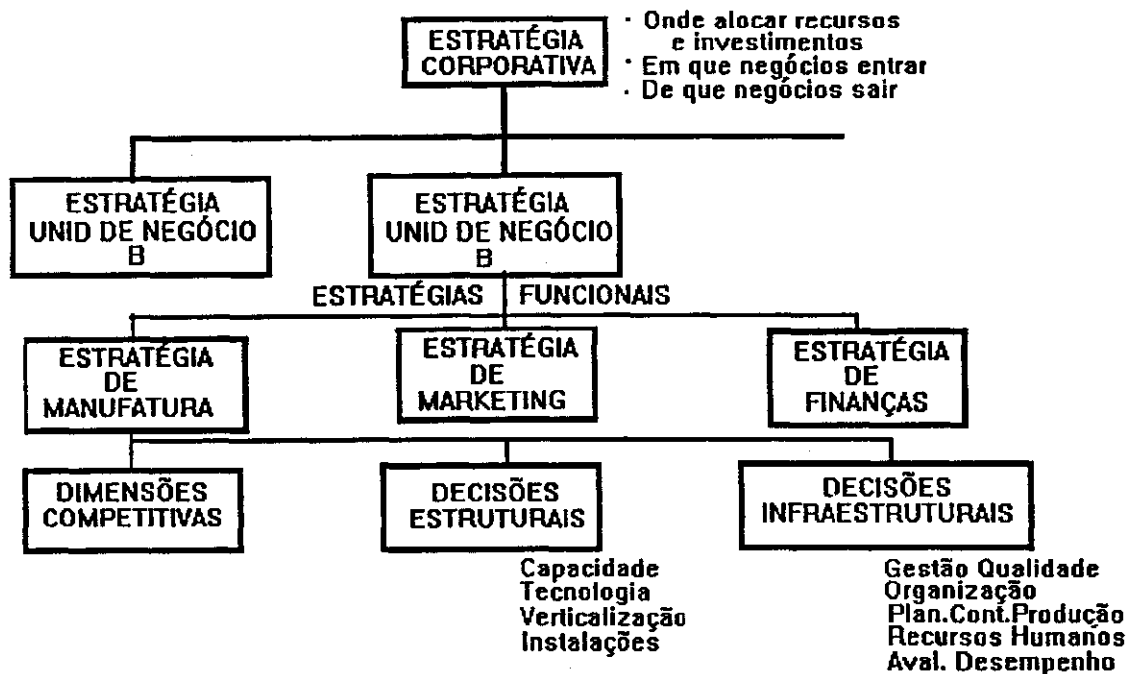 ESTRATÉGIA
CORPORATIVA
· Onde alocar recursos
e investimentos
· Em que negócios entrar
· De que negócios sair
ESTRATÉGIA
UNID DE NEGÓCIO
B
ESTRATÉGIA
UNID DE NEGÓCIO
B
ESTRATÉGIAS FUNCIONAIS
ESTRATÉGIA
DE
MANUFATURA
ESTRATÉGIA
DE
MARKETING
ESTRATÉGIA
DE
FINANÇAS
DIMENSÕES
COMPETITIVAS
DECISÕES
ESTRUTURAIS
DECISÕES
INFRAESTRUTURAIS
Capacidade
Tecnologia
Verticalização
Instalações
Gestão Qualidade
Organização
Plan.Cont.Produção
Recursos Humanos
Aval. Desempenho